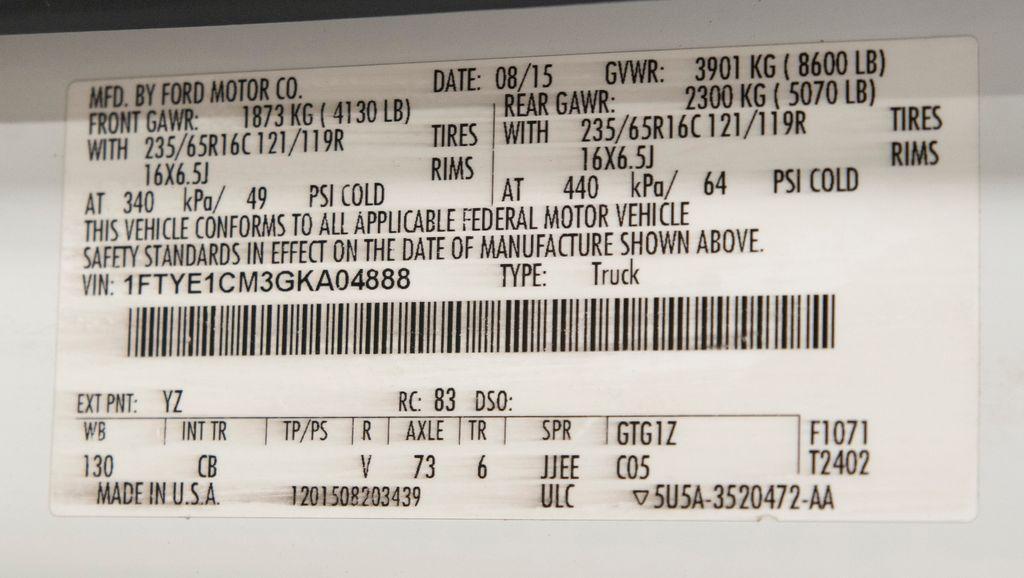 MFD. BY FORD MOTOR CO. DATE: 08/15 GVWR: 3901 KG ( 8600 LB)
FRONT GAWR: 1873 KG ( 4130 LB) REAR GAWR: 2300 KG ( 5070 LB)
WITH 235/65R16C 121/119R TIRES WITH 235/65R16C 121/119R TIRES
16X6.5J RIMS 16X6.5J RIMS
AT 340 kPa/ 49 PSI COLD AT 440 kPa/ 64 PSI COLD
THIS VEHICLE CONFORMS TO ALL APPLICABLE FEDERAL MOTOR VEHICLE
SAFETY STANDARDS IN EFFECT ON THE DATE OF MANUFACTURE SHOWN ABOVE.
VIN: 1FTYE1CM3GKA04888 TYPE: Truck
EXT PNT: YZ RC: 83 DSO:
WB INT TR TP/PS R AXLE TR SPR GTG1Z F1071
130 CB V 73 6 JJEE C05 T2402
MADE IN U.S.A. 1201508203439 ULC ▽5U5A-3520472-AA